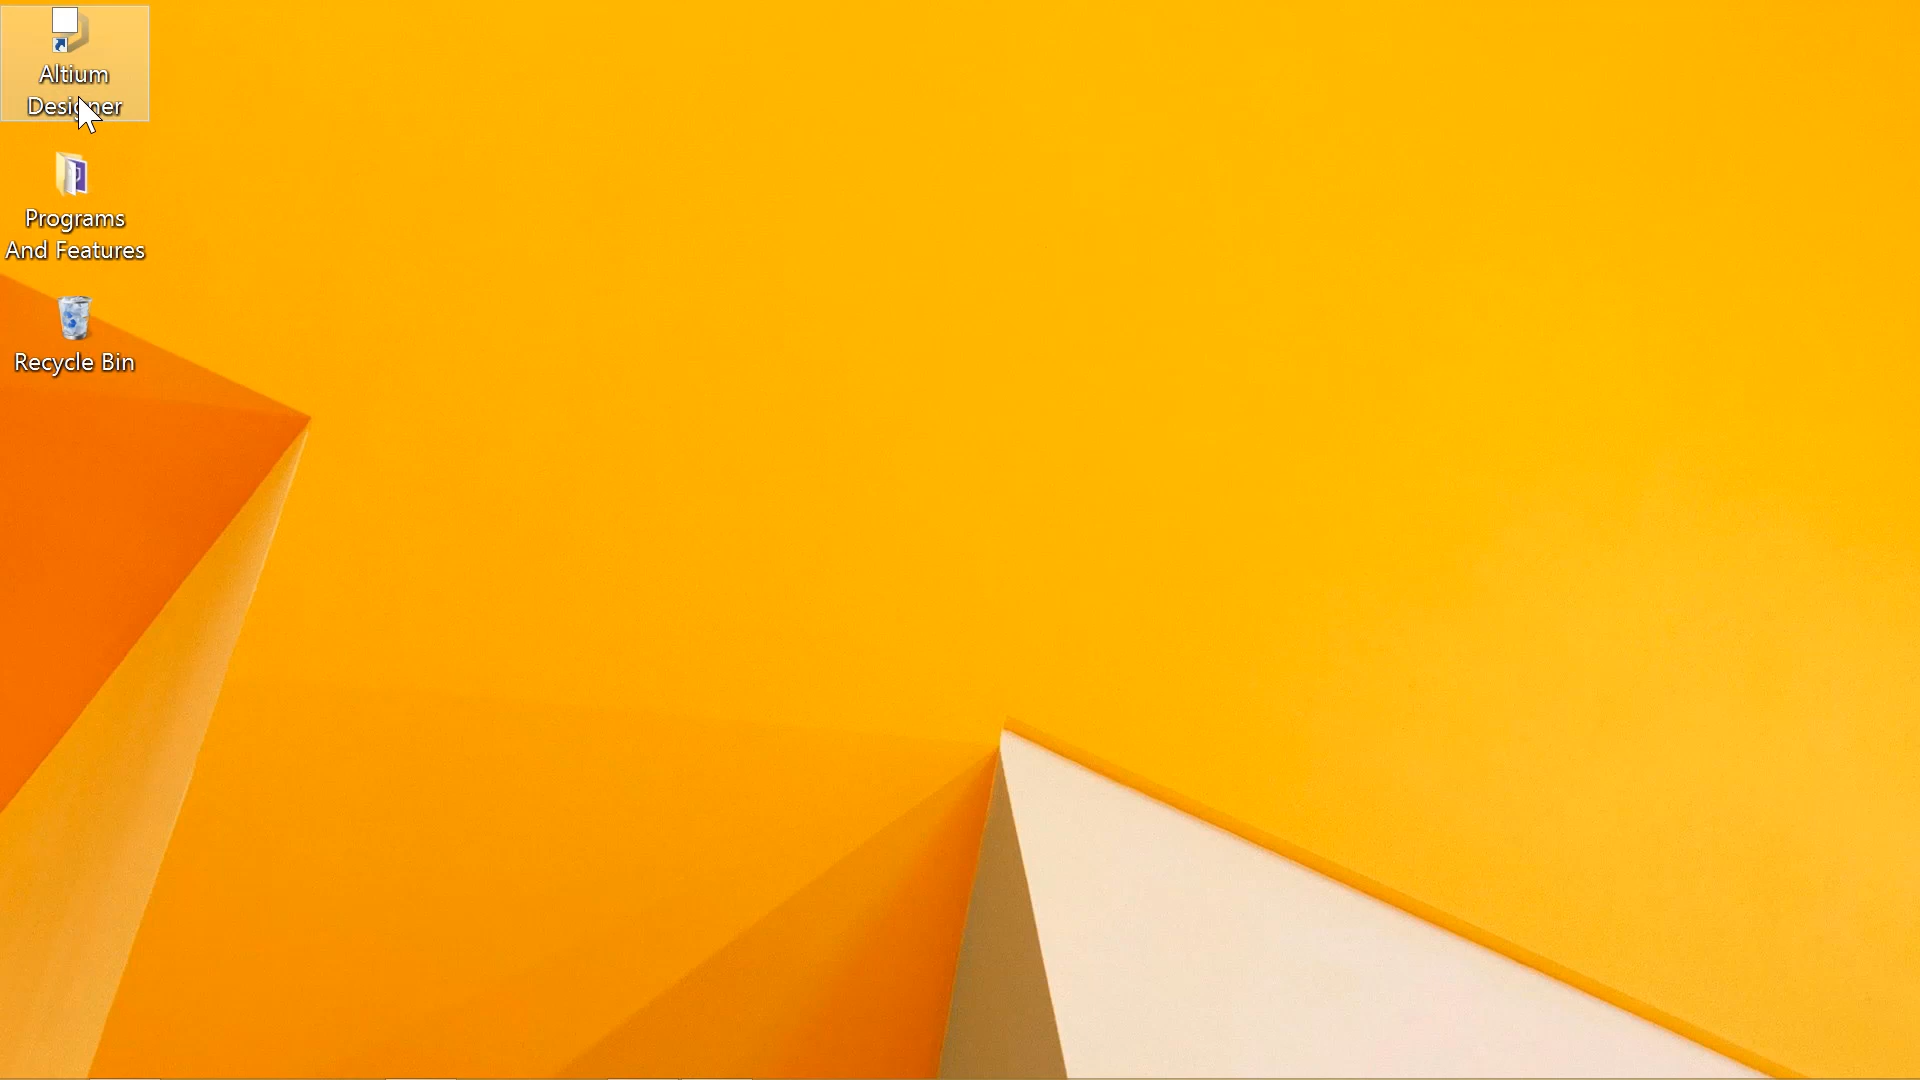 Altium
Designer
Programs
And Features
Recycle Bin